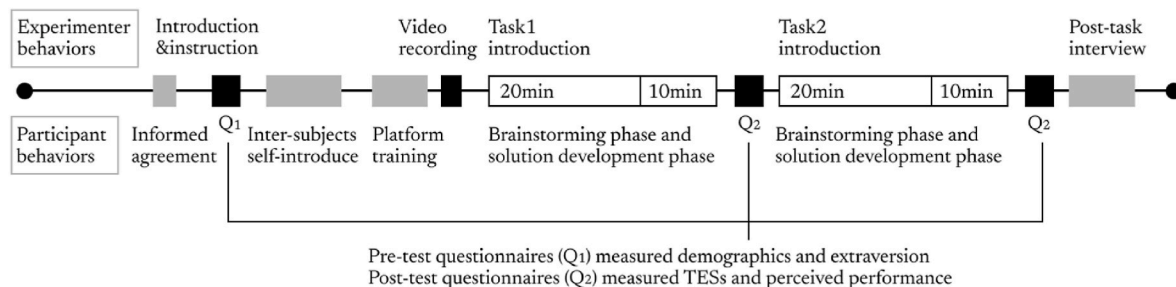 Experimenter
behaviors
Introduction
&instruction
Video
recording
Task1
introduction
Task2
introduction
Post-task
interview
20min
10min
20min
10min
Participant
behaviors
Informed
agreement
Q1
Inter-subjects
self-introduce
Platform
training
Brainstorming phase and
solution development phase
Q2
Brainstorming phase and
solution development phase
Q2
Pre-test questionnaires (Q1) measured demographics and extraversion
Post-test questionnaires (Q2) measured TESs and perceived performance